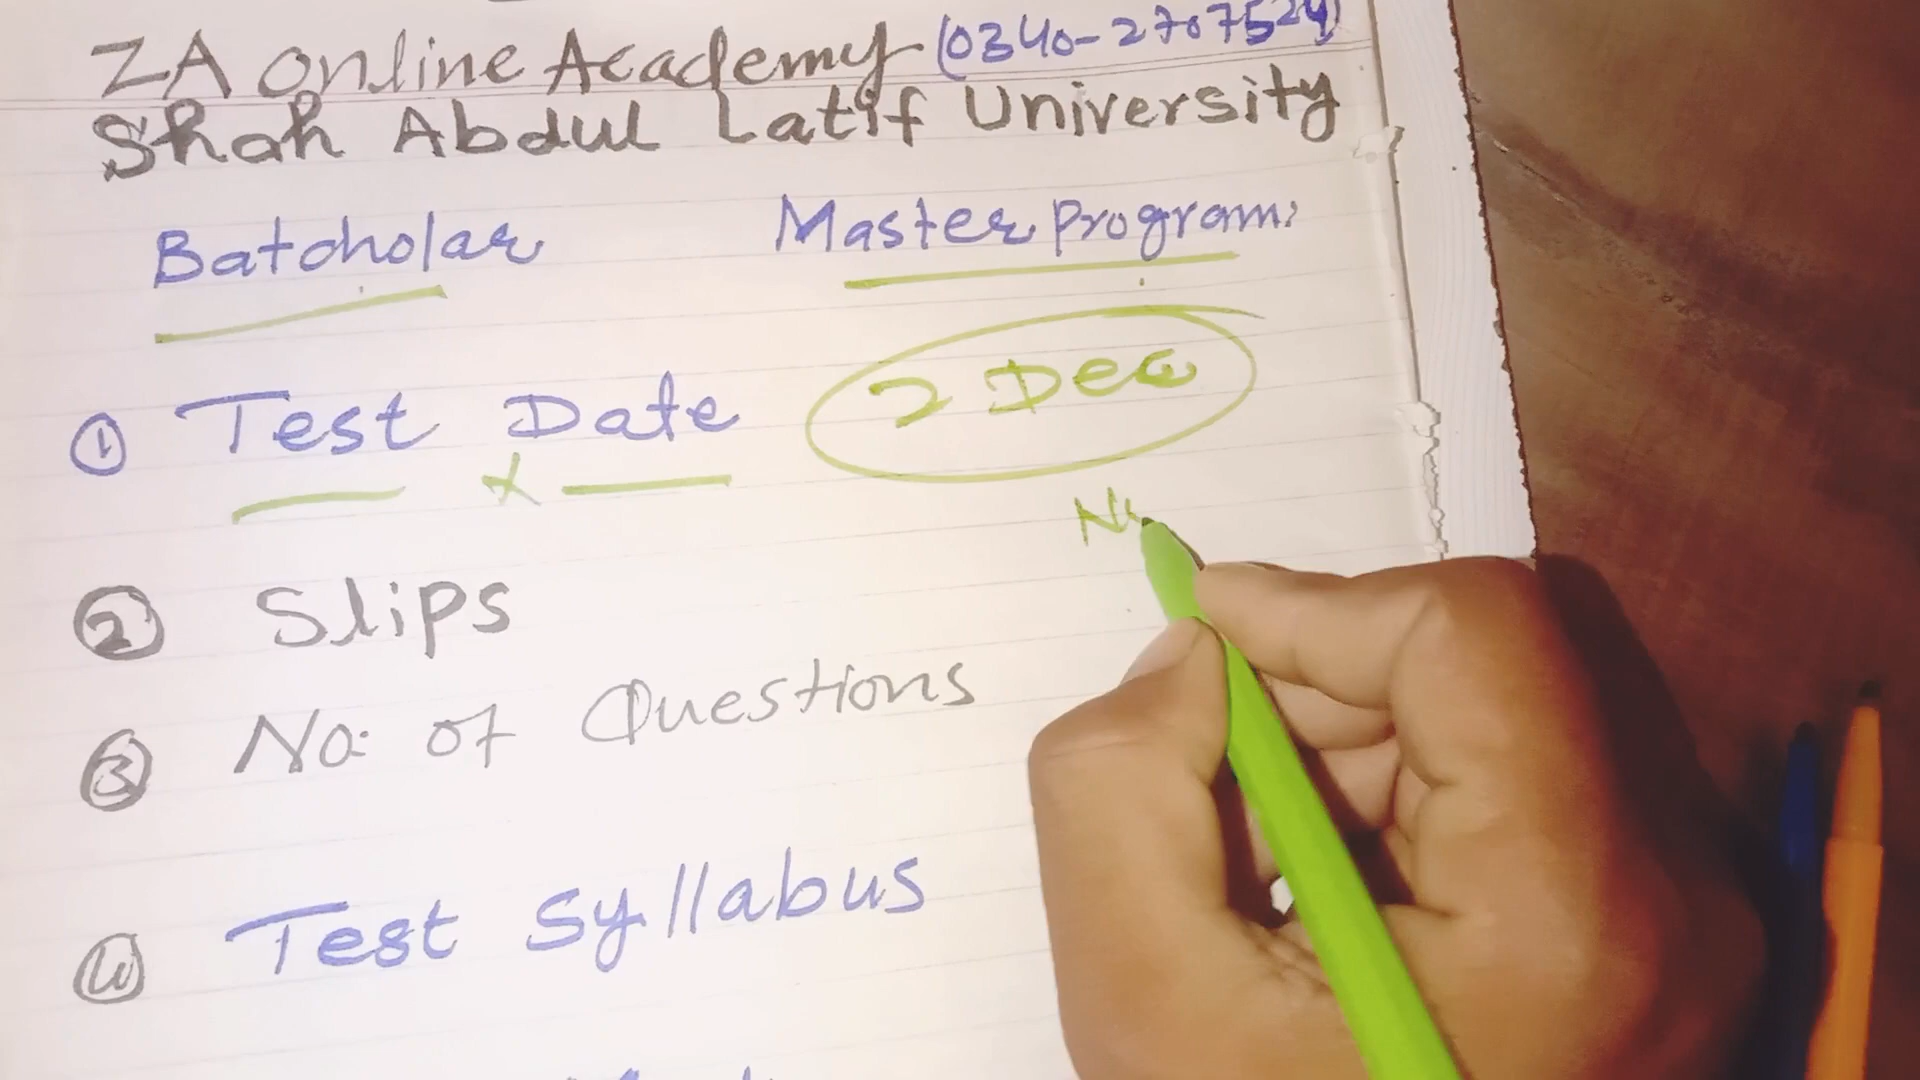 ZA online Academy (0340-2707524)
Shah Abdul Latif University
Batcholar Master program:
① Test Date 2 Dec
② Slips
③ No: of Questions
④ Test Syllabus